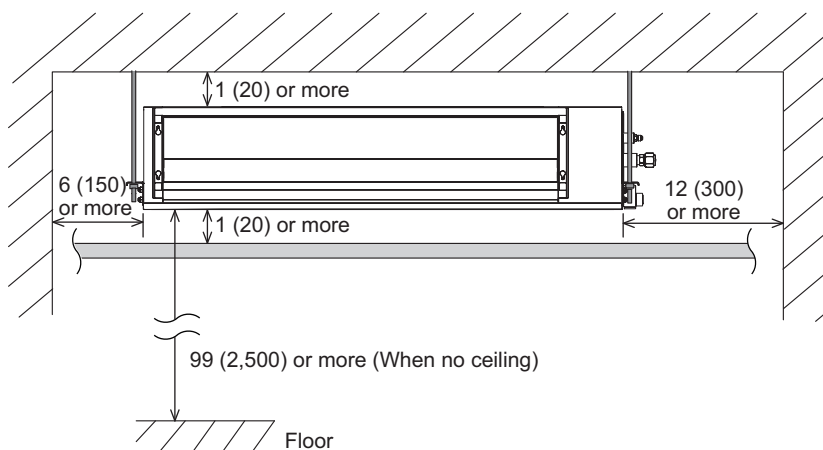 1 (20) or more
6 (150)
or more
12 (300)
or more
1 (20) or more
99 (2,500) or more (When no ceiling)
Floor